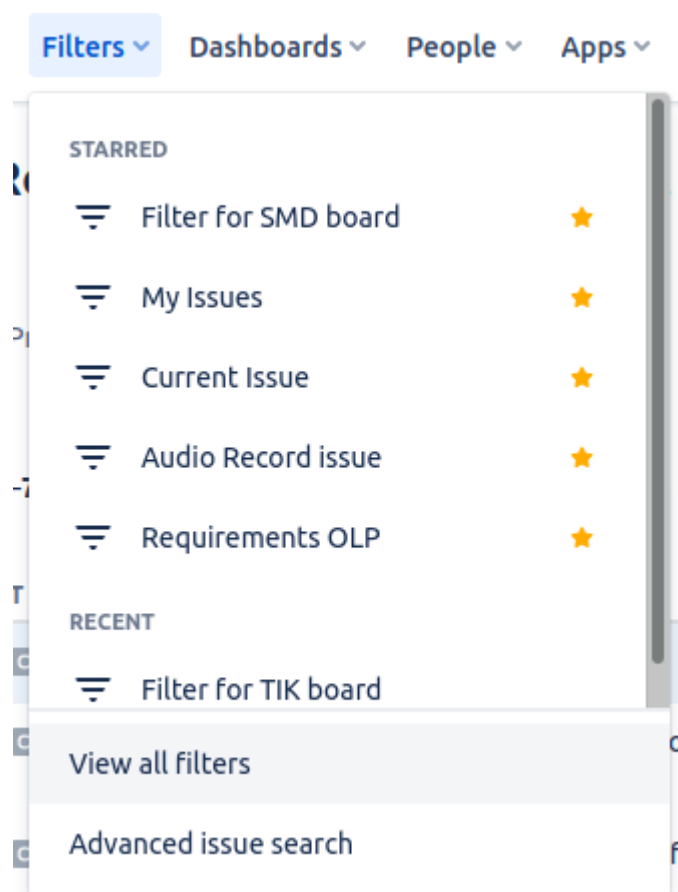 Filters Dashboards People Apps
STARRED
Filter for SMD board
My Issues
Current Issue
Audio Record issue
Requirements OLP
RECENT
Filter for TIK board
View all filters
Advanced issue search